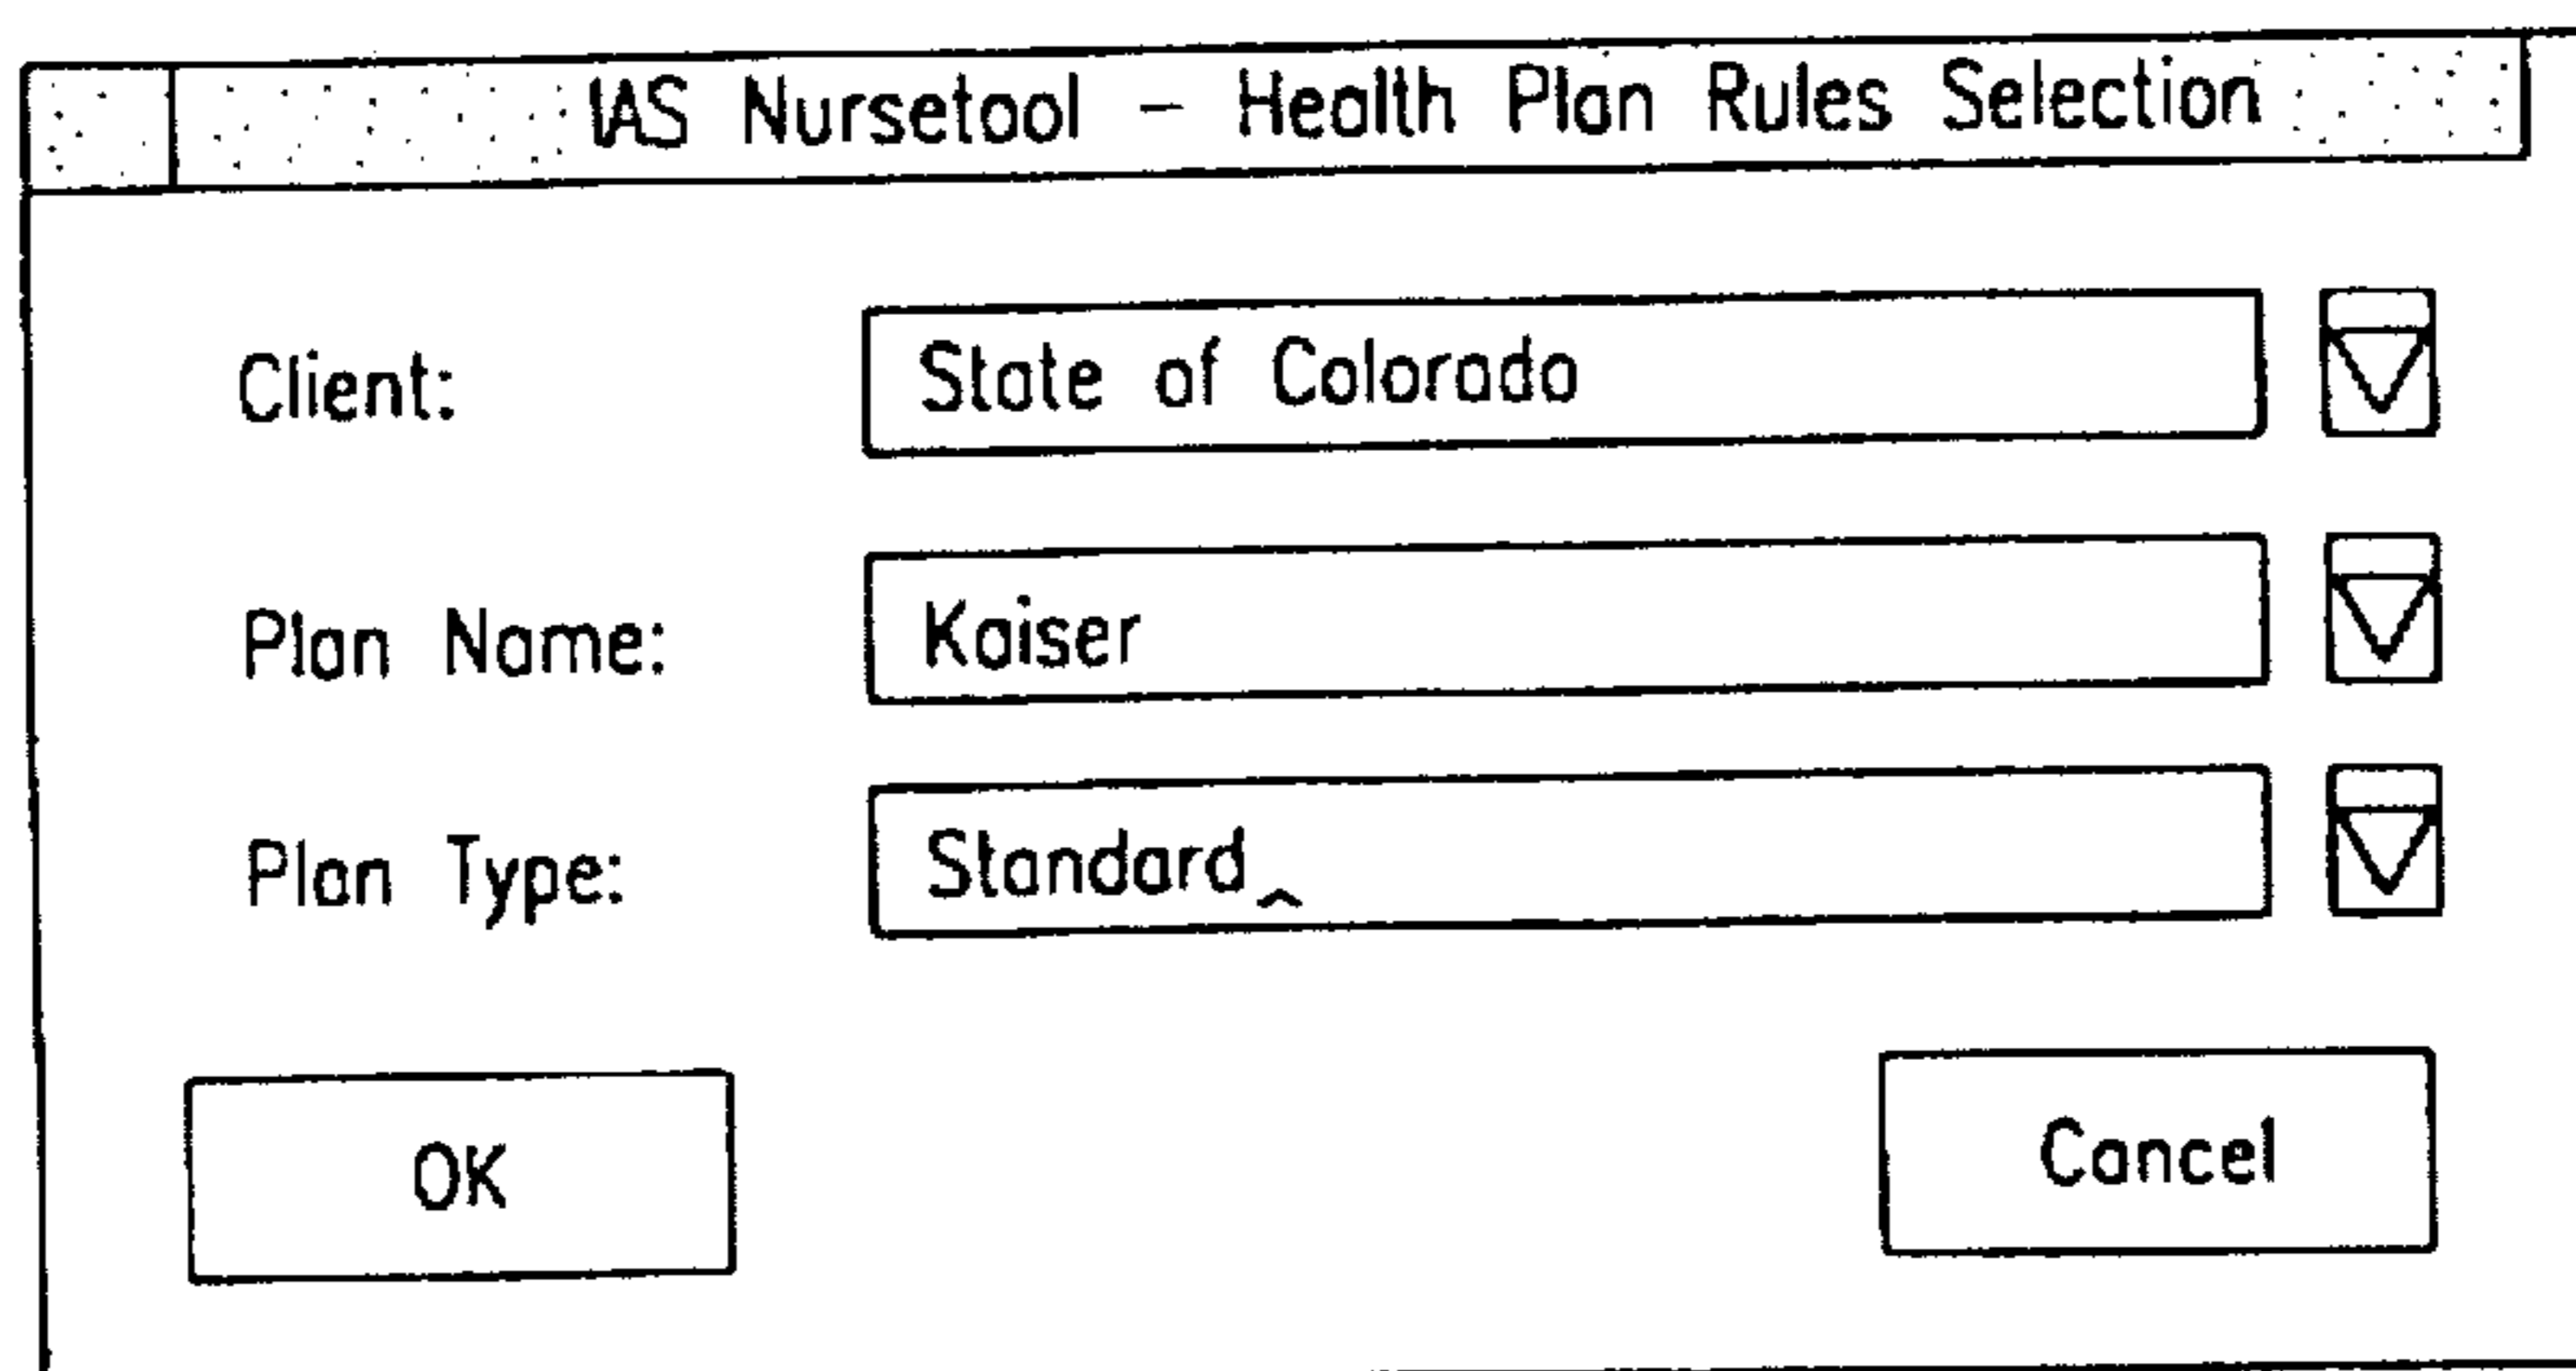 IAS Nursetool – Health Plan Rules Selection
Client: State of Colorado
Plan Name: Kaiser
Plan Type: Standard‸
OK Cancel